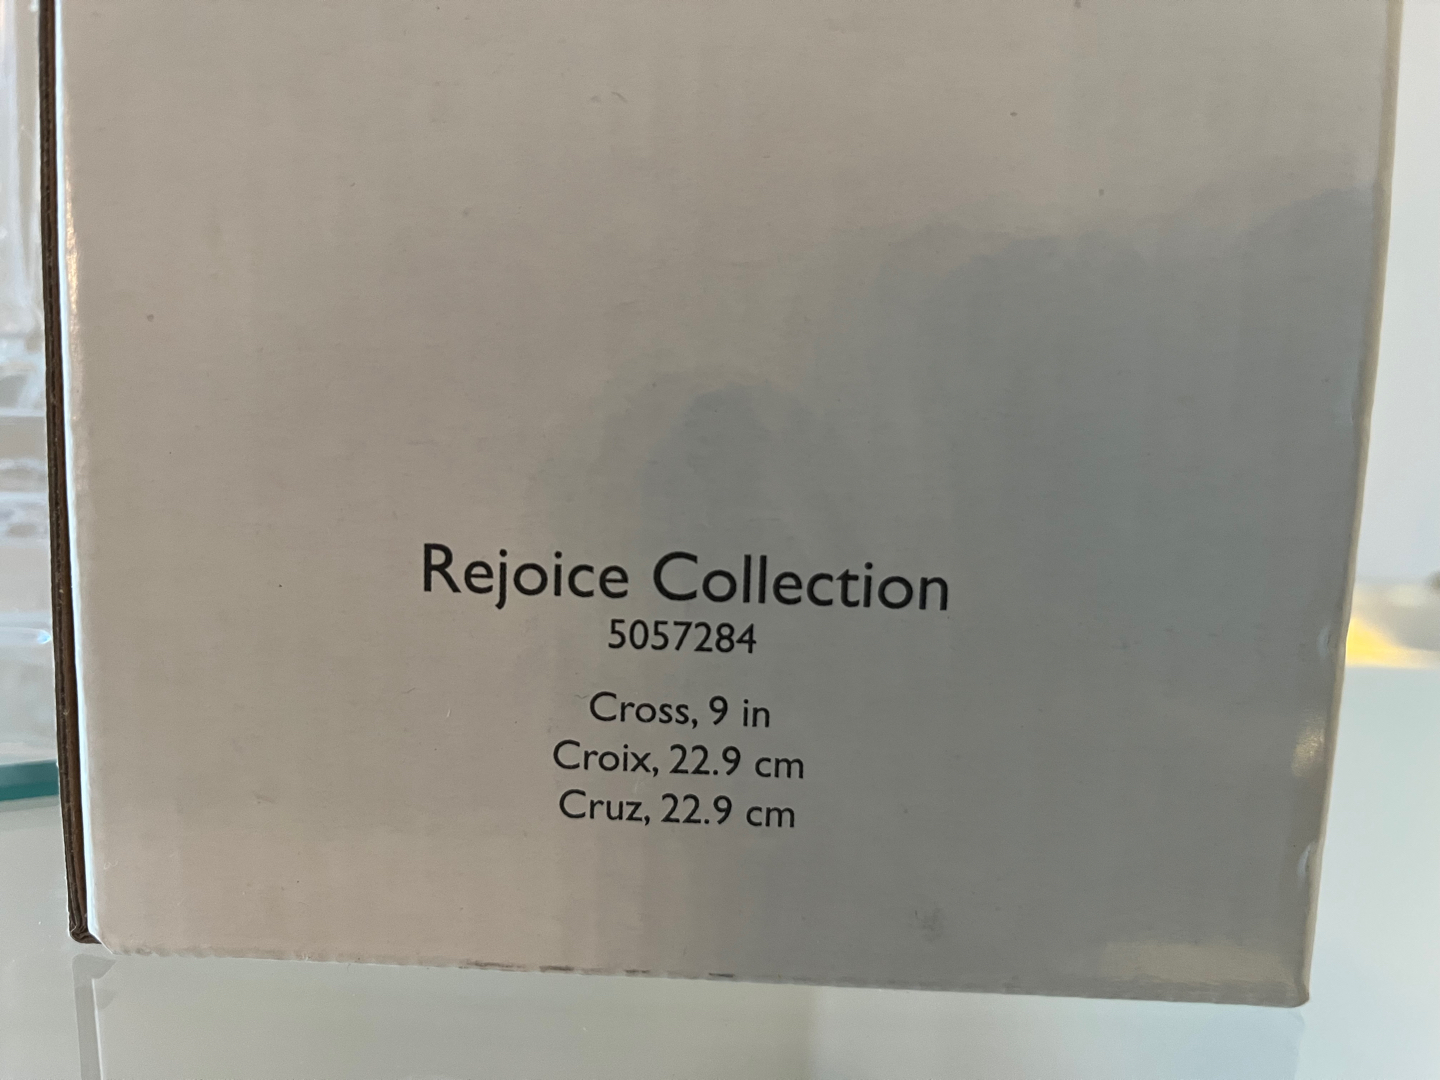 Rejoice Collection
5057284
Cross, 9 in
Croix, 22.9 cm
Cruz, 22.9 cm